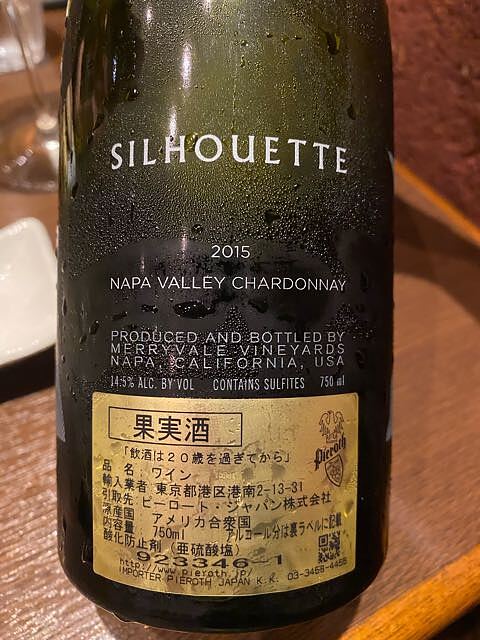 SILHOUETTE
2015
NAPA VALLEY CHARDONNAY
PRODUCED AND BOTTLED BY
MERRYVALE VINEYARDS
NAPA, CALIFORNIA, USA
14.5% ALC. BY VOL CONTAINS SULFITES 750 ml
果実酒
「飲酒は20歳を過ぎてから」
Pieroth
品名:ワイン
輸入業者 東京都港区港南2-13-31
引取先:ピーロート・ジャパン株式会社
原産国:アメリカ合衆国
内容量 750ml アルコール分は裏ラベルに記載
酸化防止剤(亜硫酸塩)
923346-1
http://www.pieroth.jp/
IMPORTER-PIEROTH JAPAN K.K. 03-3458-4455